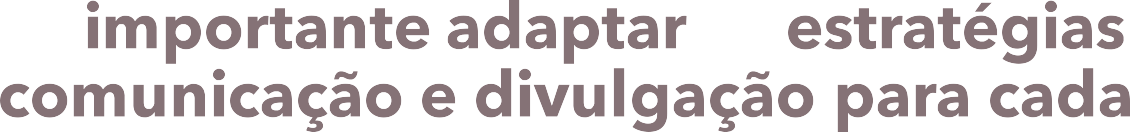 importante adaptar estratégias
comunicação e divulgação para cada